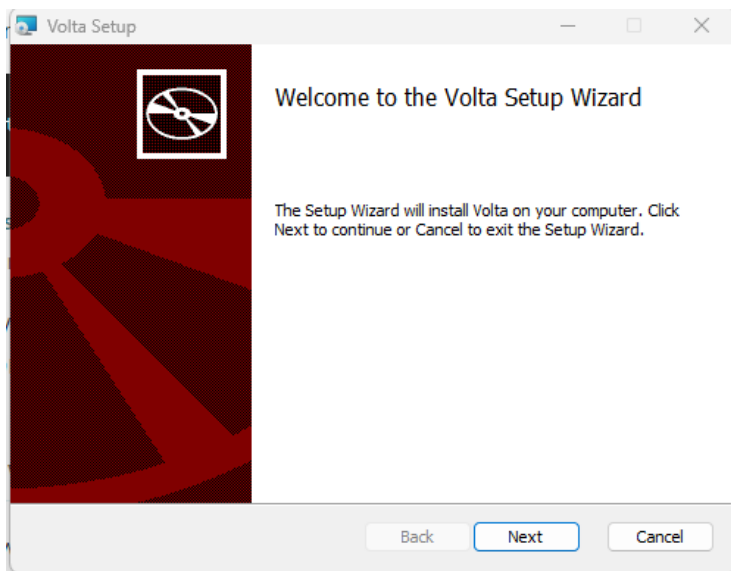 Volta Setup
Welcome to the Volta Setup Wizard
The Setup Wizard will install Volta on your computer. Click
Next to continue or Cancel to exit the Setup Wizard.
Back
Next
Cancel